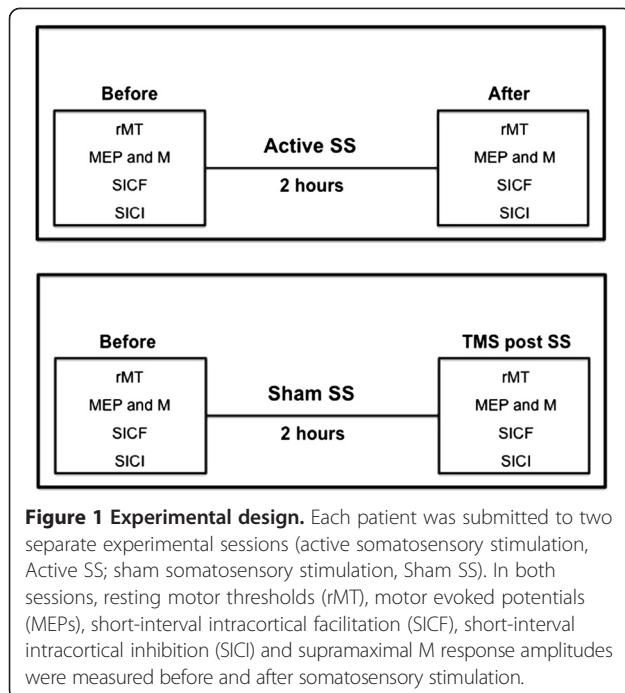 Before
After
rMT
MEP and M
SICF
SICI
Active SS
2 hours
rMT
MEP and M
SICF
SICI
Before
TMS post SS
rMT
MEP and M
SICF
SICI
Sham SS
2 hours
rMT
MEP and M
SICF
SICI
Figure 1 Experimental design. Each patient was submitted to two
separate experimental sessions (active somatosensory stimulation,
Active SS; sham somatosensory stimulation, Sham SS). In both
sessions, resting motor thresholds (rMT), motor evoked potentials
(MEPs), short-interval intracortical facilitation (SICF), short-interval
intracortical inhibition (SICI) and supramaximal M response amplitudes
were measured before and after somatosensory stimulation.